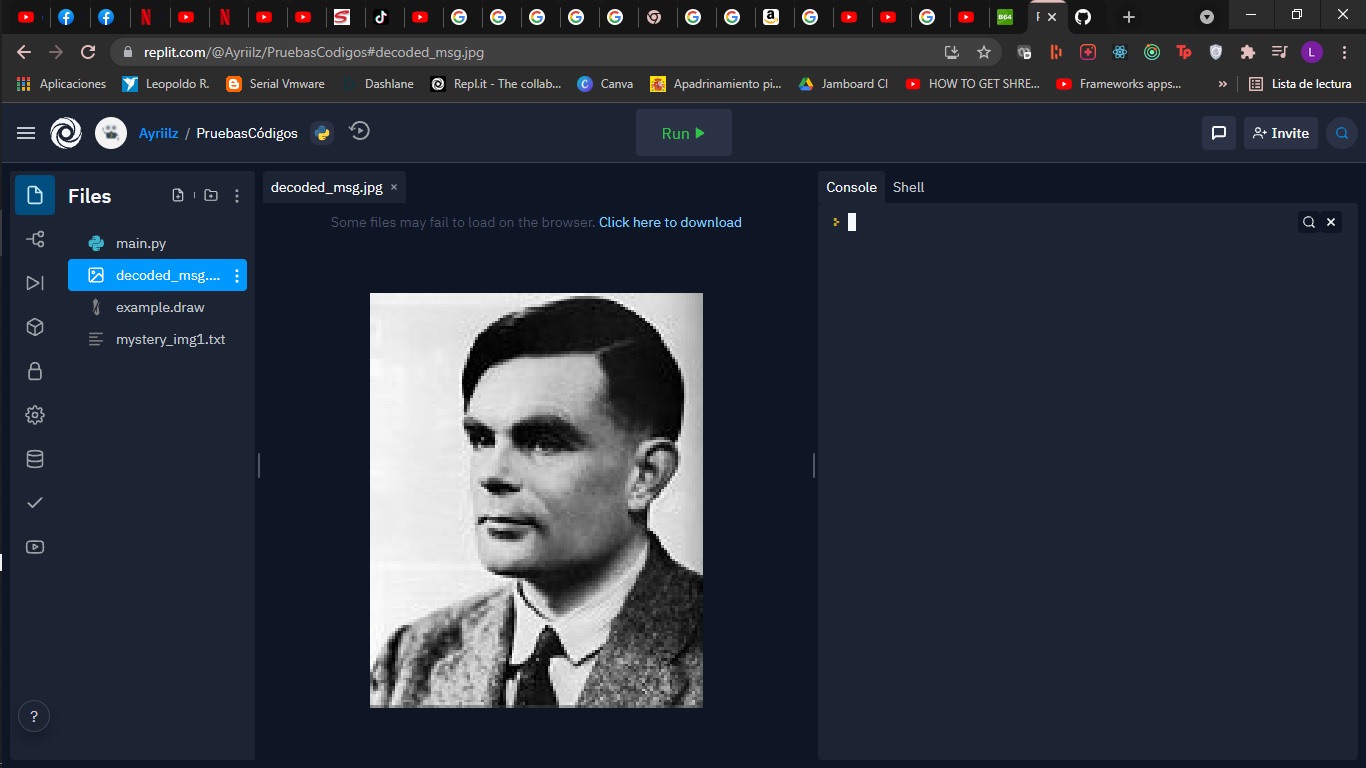 B64
F
replit.com/@Ayriilz/PruebasCodigos#decoded_msg.jpg
L
Aplicaciones
Leopoldo R.
Serial Vmware
Dashlane
Repl.it - The collab...
Canva
Apadrinamiento pi...
Jamboard CI
HOW TO GET SHRE...
Frameworks apps...
»
Lista de lectura
Ayriilz / PruebasCódigos
Run
Invite
Files
decoded_msg.jpg ×
Console
Shell
Some files may fail to load on the browser. Click here to download
main.py
decoded_msg....
example.draw
mystery_img1.txt
?